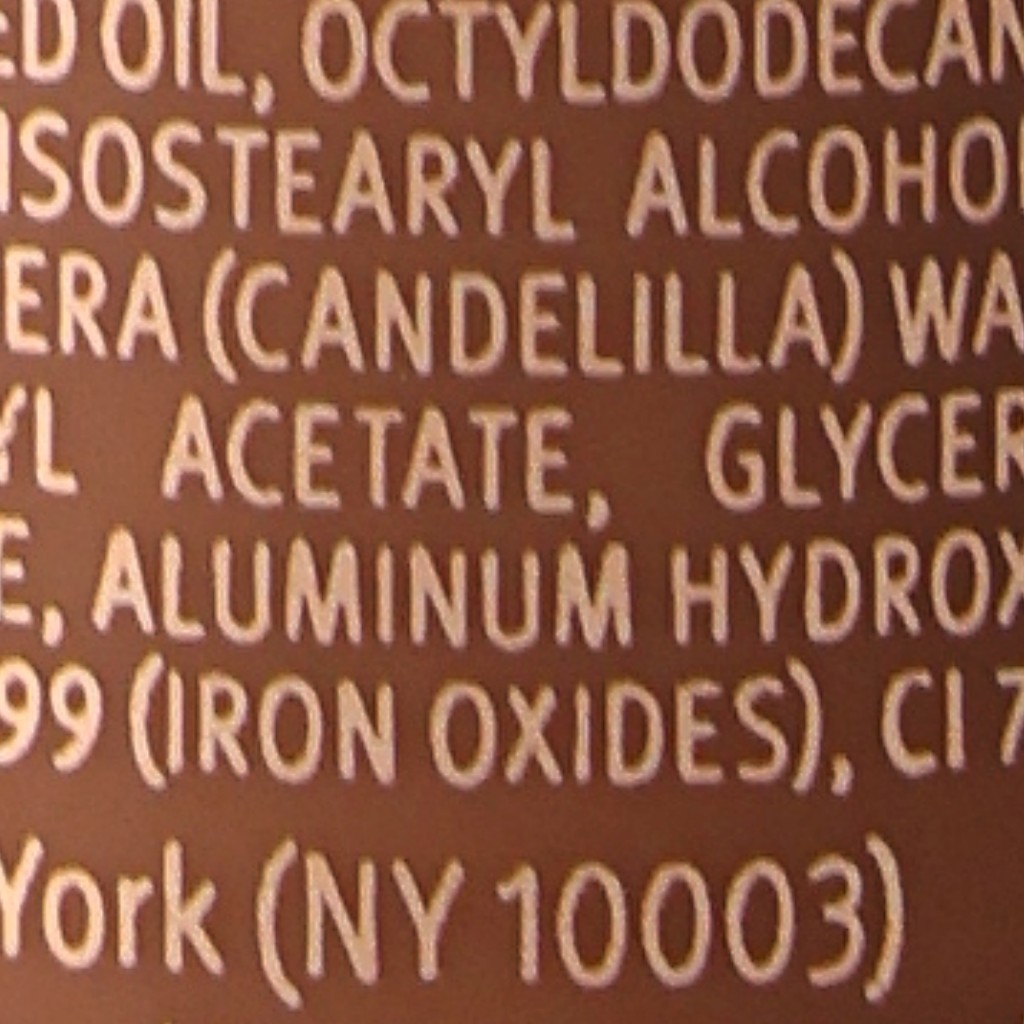 ED OIL, OCTYLDODECAN
ISOSTEARYL ALCOHOL
ERA (CANDELILLA) WA
YL ACETATE, GLYCER
E, ALUMINUM HYDROX
99 (IRON OXIDES), CI 7
York (NY 10003)